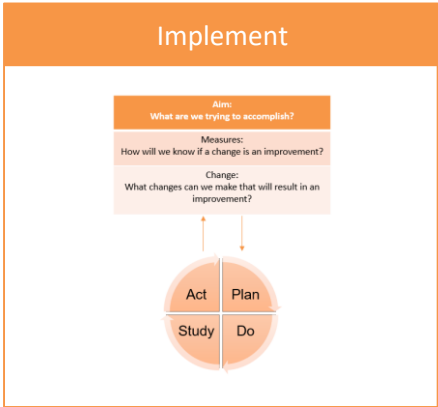 Implement
Aim:
What are we trying to accomplish?
Measures:
How will we know if a change is an improvement?
Change:
What changes can we make that will result in an
improvement?
Act Plan
Study Do